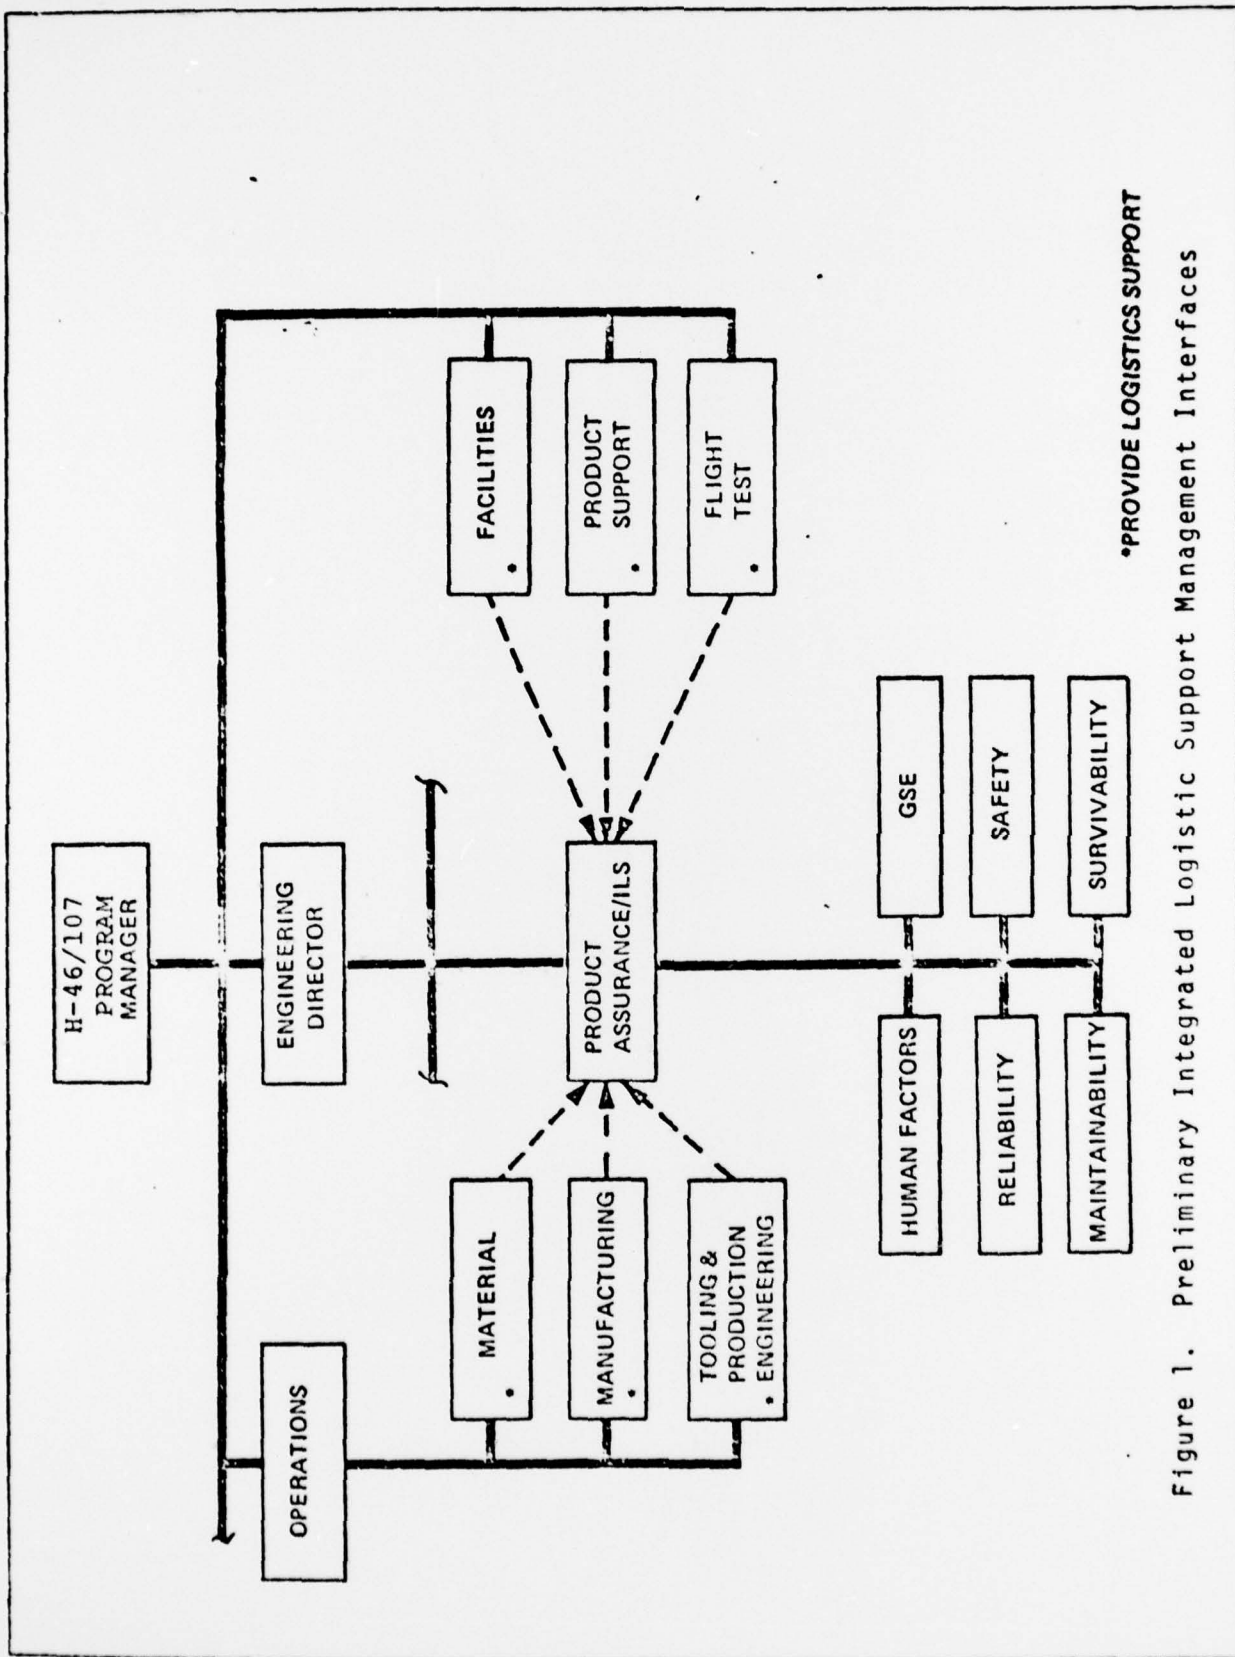 H-46/107
PROGRAM
MANAGER
OPERATIONS
ENGINEERING
DIRECTOR
MATERIAL
*
MANUFACTURING
*
TOOLING &
PRODUCTION
* ENGINEERING
PRODUCT
ASSURANCE/ILS
FACILITIES
*
PRODUCT
SUPPORT
*
FLIGHT
TEST
*
HUMAN FACTORS
GSE
RELIABILITY
SAFETY
MAINTAINABILITY
SURVIVABILITY
*PROVIDE LOGISTICS SUPPORT
Figure 1. Preliminary Integrated Logistic Support Management Interfaces